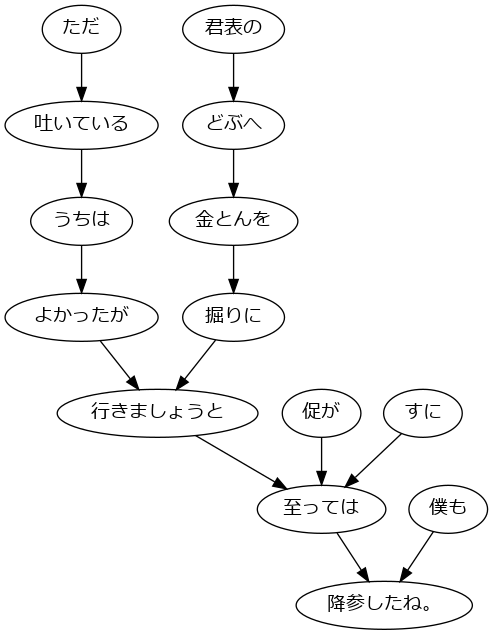 ただ
君表の
吐いている
どぶへ
うちは
金とんを
よかったが
掘りに
行きましょうと
促が
すに
至っては
僕も
降参したね。